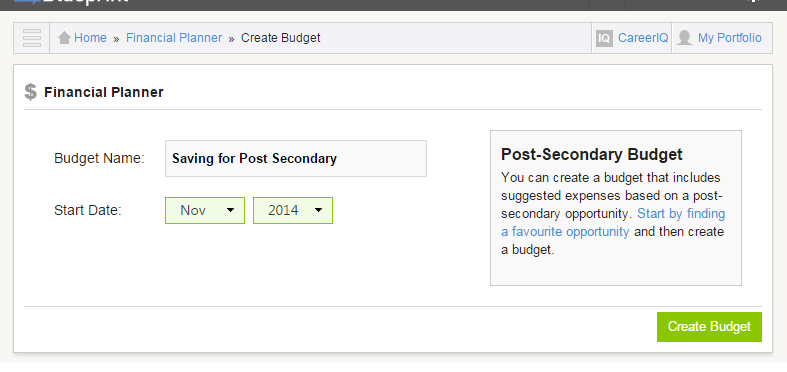 Home » Financial Planner » Create Budget
IQ CareerIQ My Portfolio
$ Financial Planner
Budget Name: Saving for Post Secondary
Start Date: Nov 2014
Post-Secondary Budget
You can create a budget that includes
suggested expenses based on a post-
secondary opportunity. Start by finding
a favourite opportunity and then create
a budget.
Create Budget